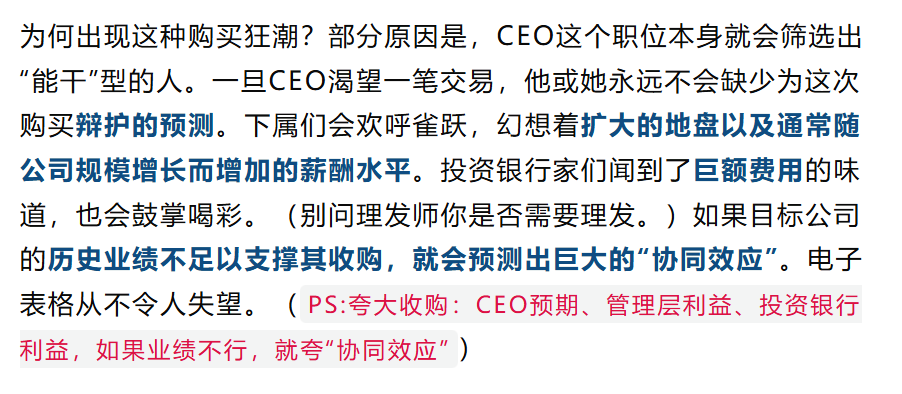 为何出现这种购买狂潮？部分原因是，CEO这个职位本身就会筛选出
“能干”型的人。一旦CEO渴望一笔交易，他或她永远不会缺少为这次
购买辩护的预测。下属们会欢呼雀跃，幻想着扩大的地盘以及通常随
公司规模增长而增加的薪酬水平。投资银行家们闻到了巨额费用的味
道，也会鼓掌喝彩。（别问理发师你是否需要理发。）如果目标公司
的历史业绩不足以支撑其收购，就会预测出巨大的“协同效应”。电子
表格从不令人失望。（PS:夸大收购：CEO预期、管理层利益、投资银行
利益，如果业绩不行，就夸“协同效应”）